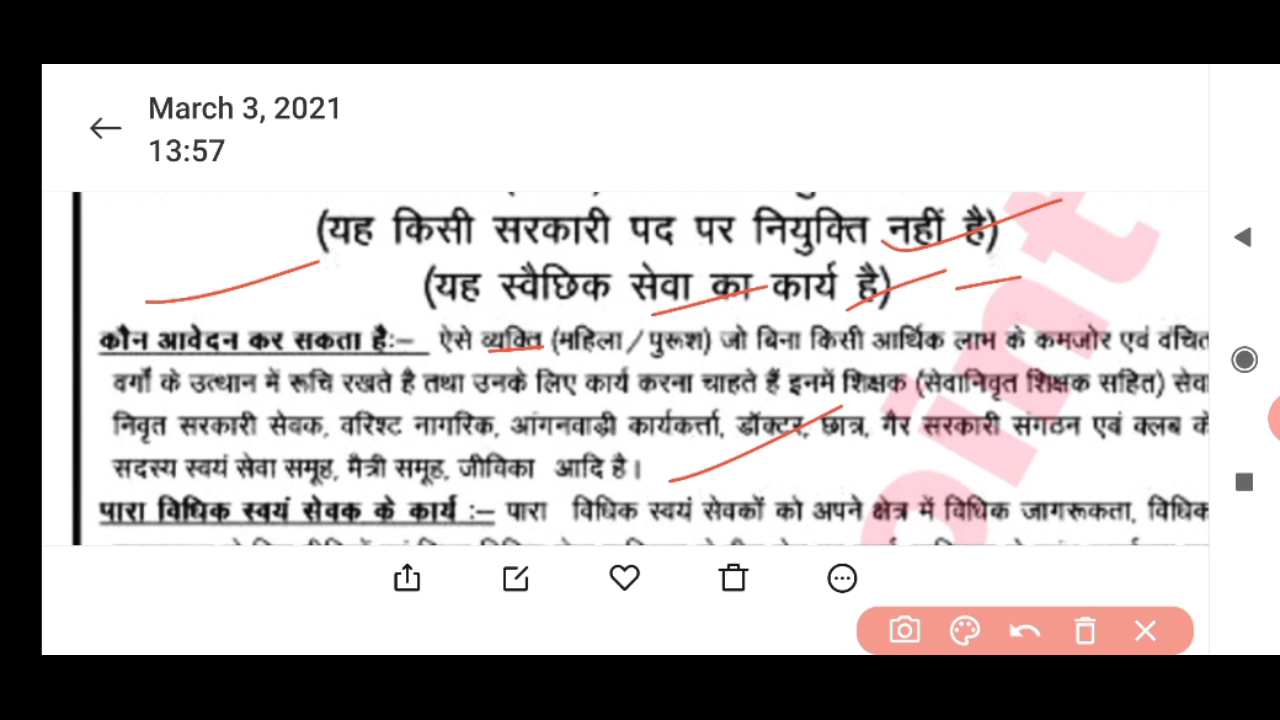 March 3, 2021
13:57
(यह किसी सरकारी पद पर नियुक्ति नहीं है)
(यह स्वैछिक सेवा का कार्य है)
कौन आवेदन कर सकता है:– ऐसे व्यक्ति (महिला/पुरूश) जो बिना किसी आर्थिक लाभ के कमजोर एवं वंचित
वर्गों के उत्थान में रूचि रखते है तथा उनके लिए कार्य करना चाहते हैं इनमें शिक्षक (सेवानिवृत शिक्षक सहित) सेवा
निवृत सरकारी सेवक, वरिश्ट नागरिक, आंगनवाड़ी कार्यकर्त्ता, डॉक्टर, छात्र, गैर सरकारी संगठन एवं क्लब के
सदस्य स्वयं सेवा समूह, मैत्री समूह, जीविका आदि है।
पारा विधिक स्वयं सेवक के कार्य :– पारा विधिक स्वयं सेवकों को अपने क्षेत्र में विधिक जागरूकता, विधिक
oint